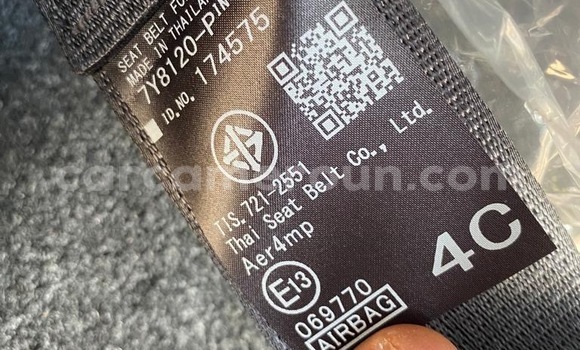 SEAT BELT FO
MADE IN THAILAN
7Y8120-PIN
ID.NO. 174575
TIS.721-2551
Thai Seat Belt Co., Ltd.
Aer4mp
E13
069770
AIRBAG
4C